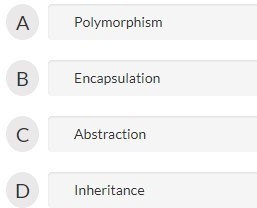 A Polymorphism
B Encapsulation
C Abstraction
D Inheritance